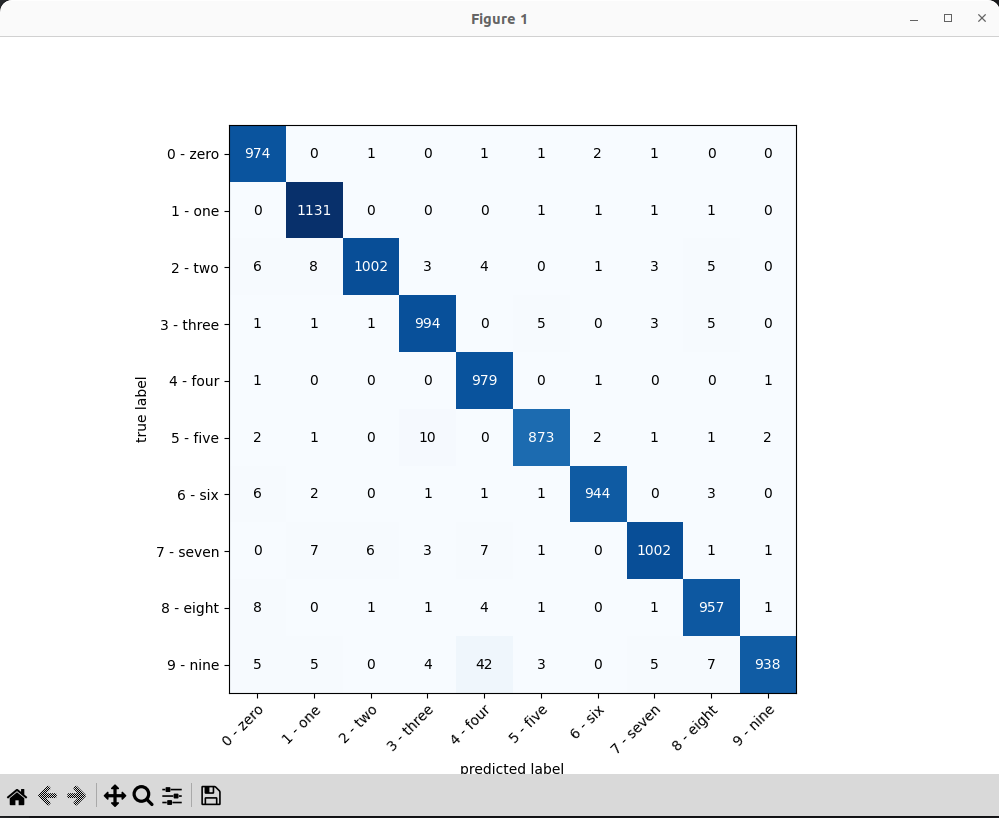 Figure 1
0 - zero 974 0 1 0 1 1 2 1 0 0
1 - one 0 1131 0 0 0 1 1 1 1 0
2 - two 6 8 1002 3 4 0 1 3 5 0
3 - three 1 1 1 994 0 5 0 3 5 0
4 - four 1 0 0 0 979 0 1 0 0 1
true label
5 - five 2 1 0 10 0 873 2 1 1 2
6 - six 6 2 0 1 1 1 944 0 3 0
7 - seven 0 7 6 3 7 1 0 1002 1 1
8 - eight 8 0 1 1 4 1 0 1 957 1
9 - nine 5 5 0 4 42 3 0 5 7 938
0 - zero 1 - one 2 - two 3 - three 4 - four 5 - five 6 - six 7 - seven 8 - eight 9 - nine
predicted label